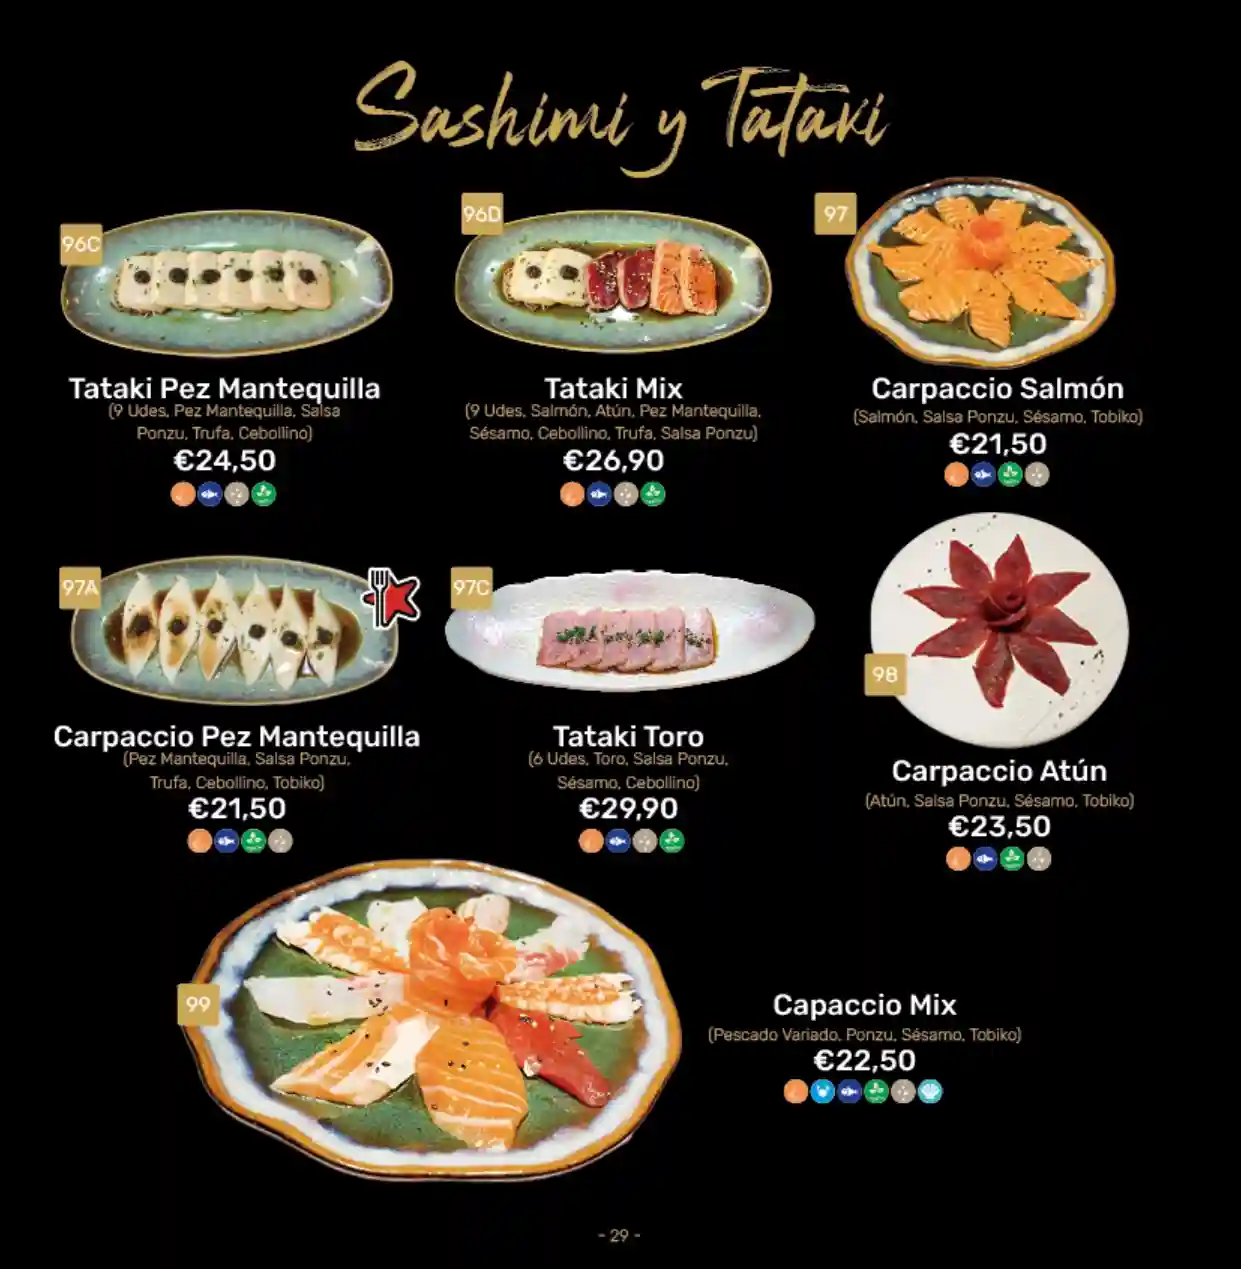 Sashimi y Tataki
96C
Tataki Pez Mantequilla
(9 Udes, Pez Mantequilla, Salsa
Ponzu, Trufa, Cebollino)
€24,50
96D
Tataki Mix
(9 Udes, Salmón, Atún, Pez Mantequilla,
Sésamo, Cebollino, Trufa, Salsa Ponzu)
€26,90
97
Carpaccio Salmón
(Salmón, Salsa Ponzu, Sésamo, Tobiko)
€21,50
97A
Carpaccio Pez Mantequilla
(Pez Mantequilla, Salsa Ponzu,
Trufa, Cebollino, Tobiko)
€21,50
97C
Tataki Toro
(6 Udes, Toro, Salsa Ponzu,
Sésamo, Cebollino)
€29,90
98
Carpaccio Atún
(Atún, Salsa Ponzu, Sésamo, Tobiko)
€23,50
99
Capaccio Mix
(Pescado Variado, Ponzu, Sésamo, Tobiko)
€22,50
- 29 -